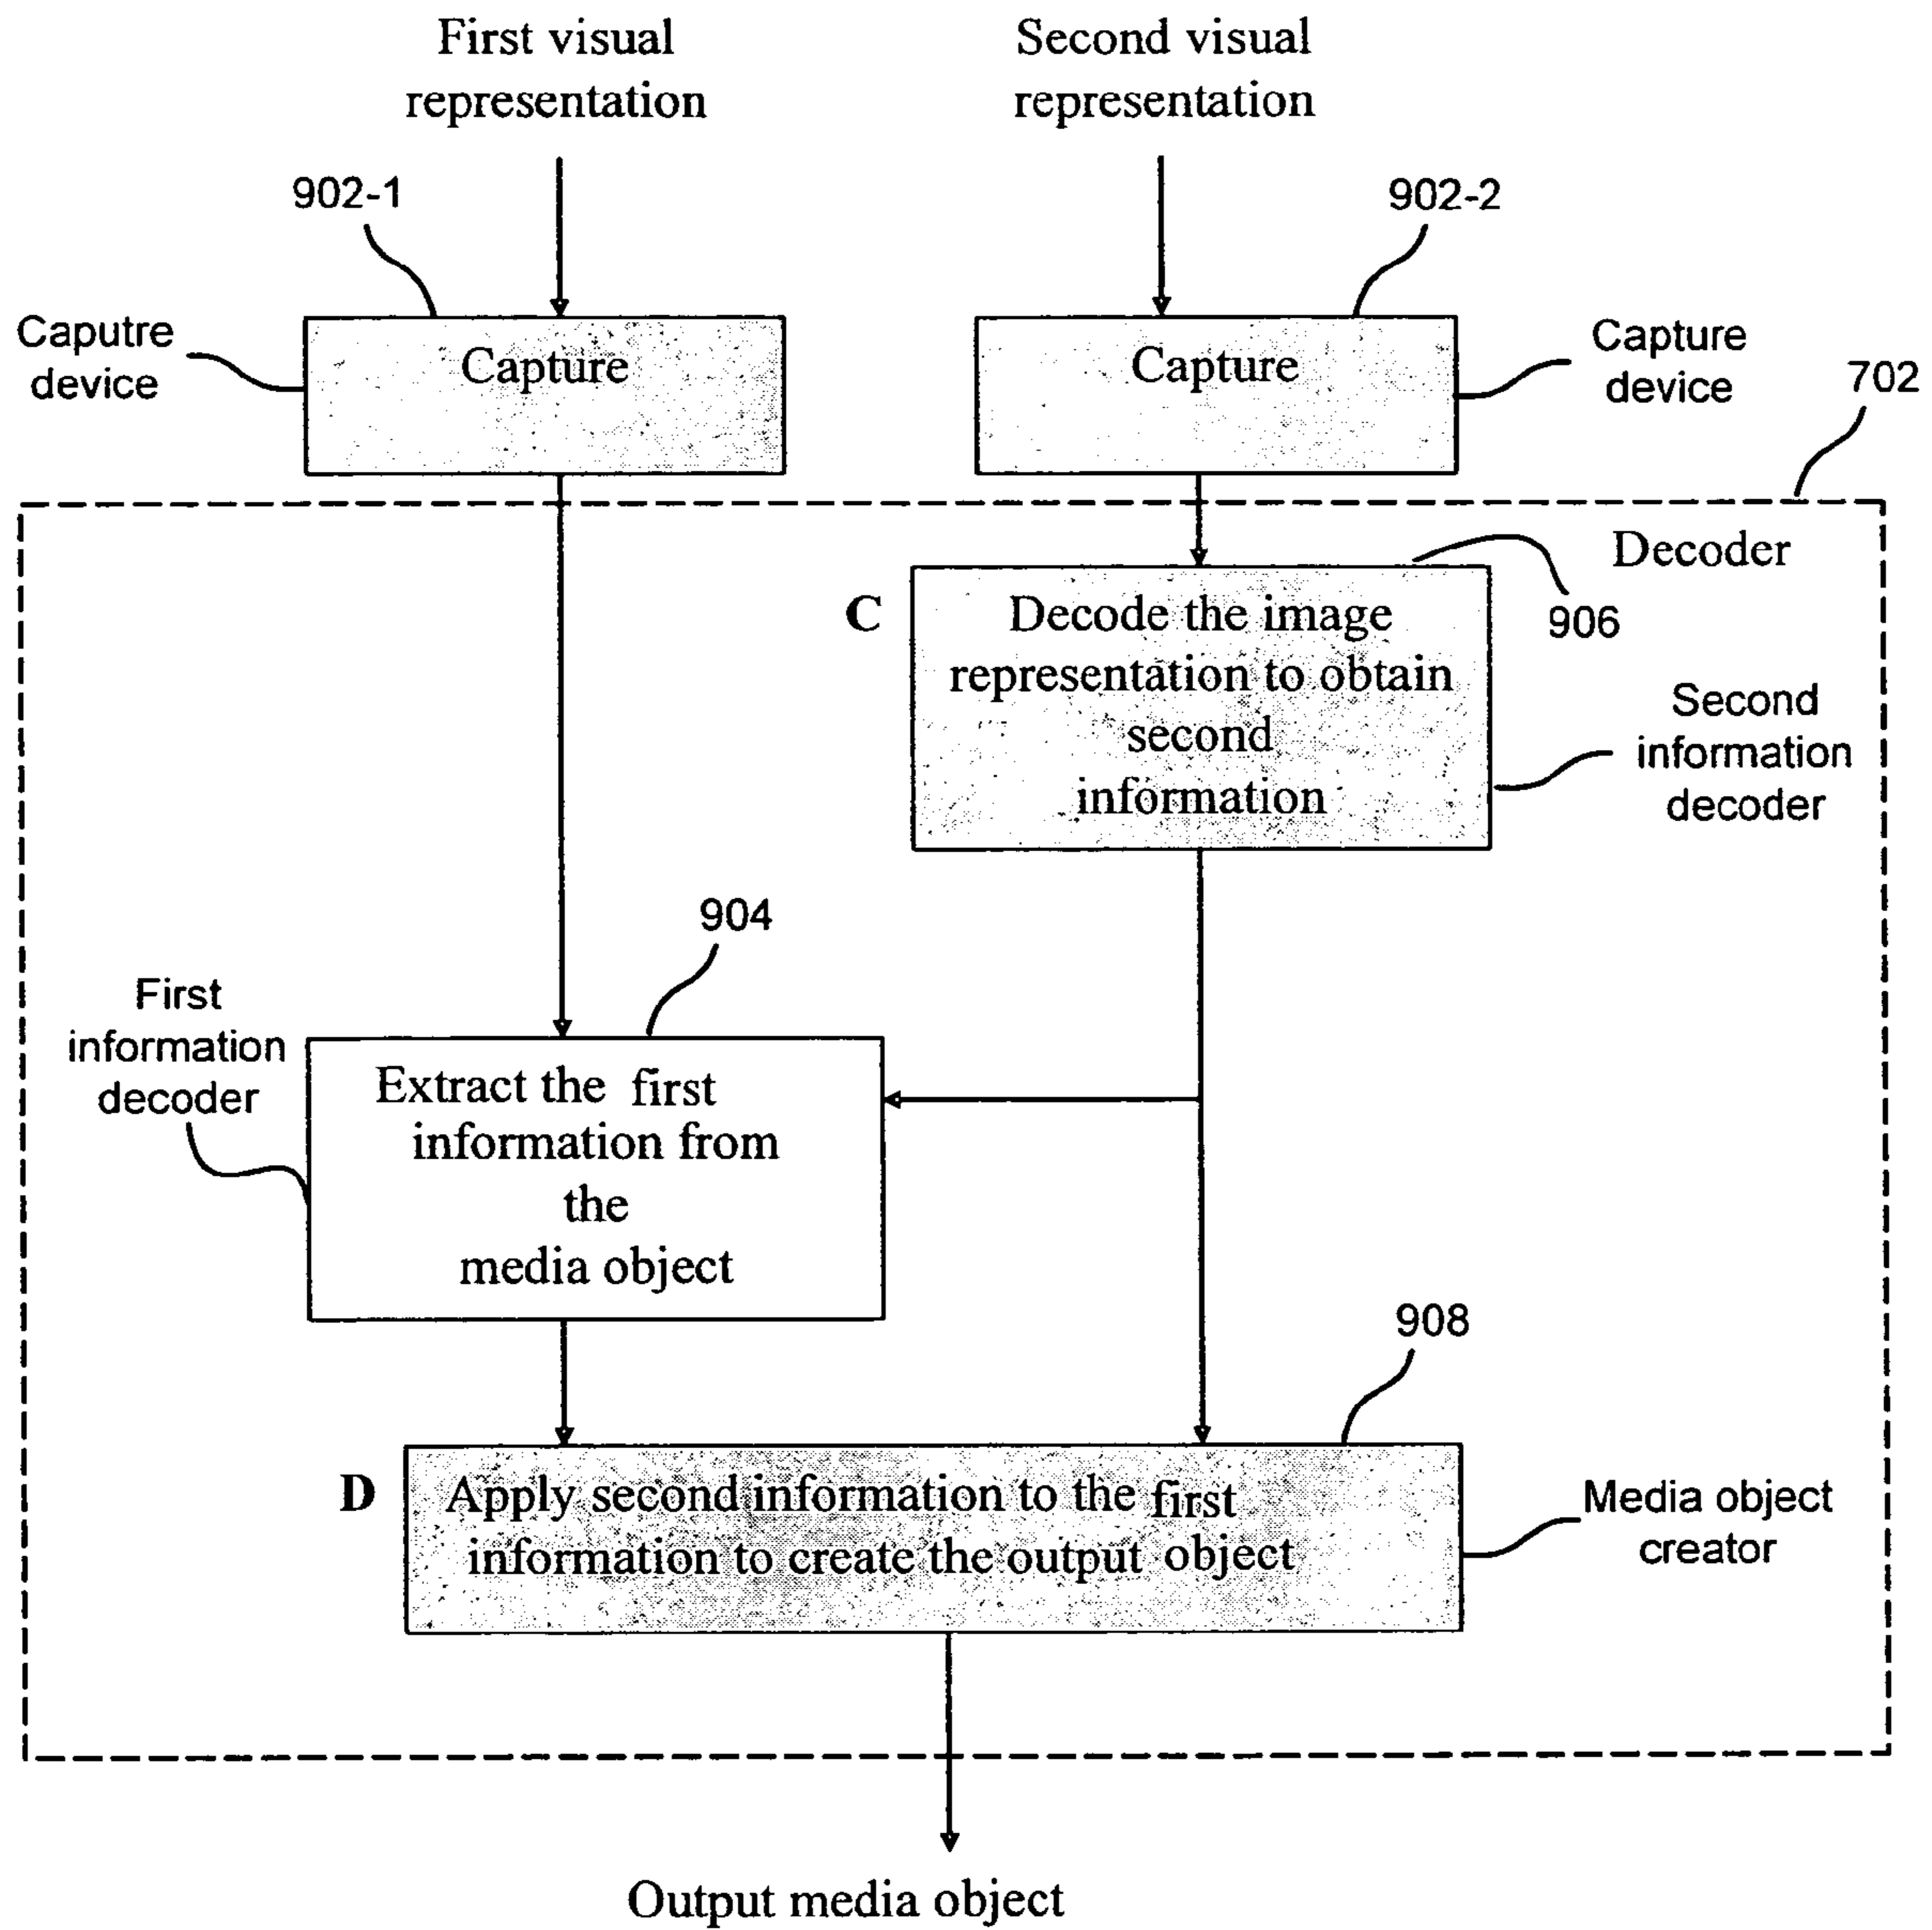 First visual
representation
Second visual
representation
902-1
902-2
Caputre
device
Capture
Capture
Capture
device
702
Decoder
C
Decode the image
representation to obtain
second
information
906
Second
information
decoder
904
First
information
decoder
Extract the first
information from
the
media object
908
D
Apply second information to the first
information to create the output object
Media object
creator
Output media object